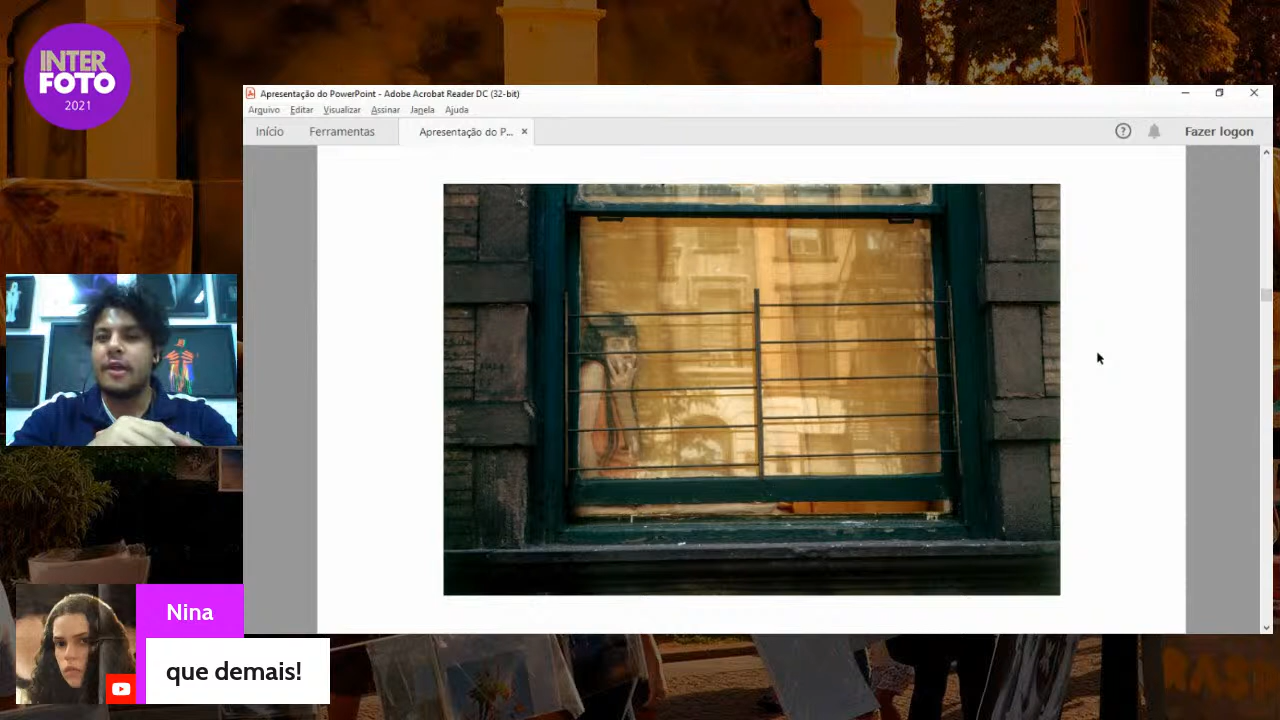 INTER
FOTO
2021
Apresentação do PowerPoint - Adobe Acrobat Reader DC (32-bit)
Arquivo Editar Visualizar Assinar Janela Ajuda
Início Ferramentas Apresentação do P... × Fazer logon
Nina
que demais!